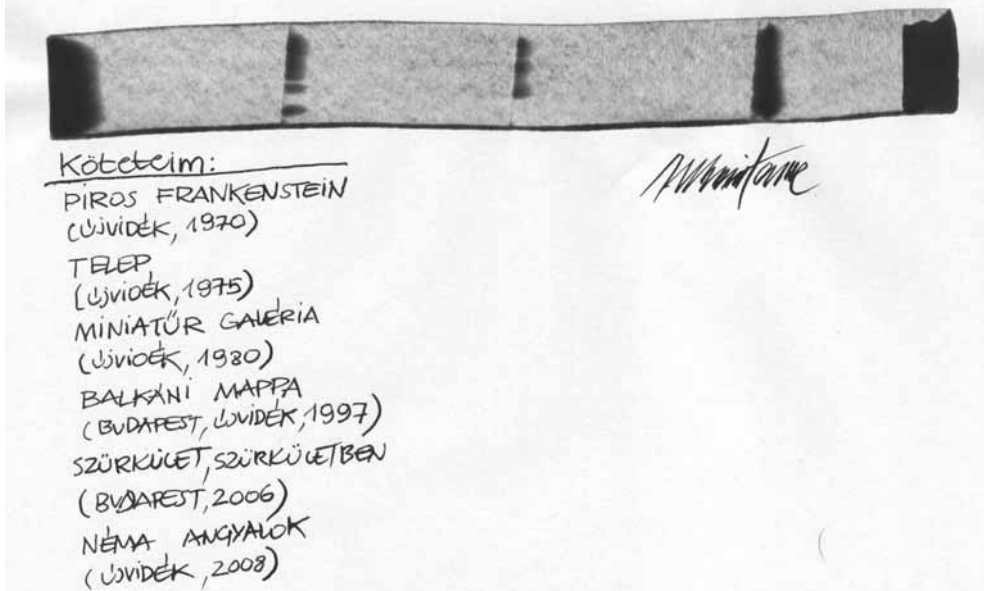 Köteteim:
PIROS FRANKENSTEIN
(ÚJVIDÉK, 1970)
TELEP
(ÚJVIDÉK, 1975)
MINIATŰR GALÉRIA
(ÚJVIDÉK, 1980)
BALKÁNI MAPPA
(BUDAPEST, ÚJVIDÉK, 1997)
SZÜRKÜLET, SZÜRKÜLETBEN
(BUDAPEST, 2006)
NÉMA ANGYALOK
(ÚJVIDÉK, 2008)